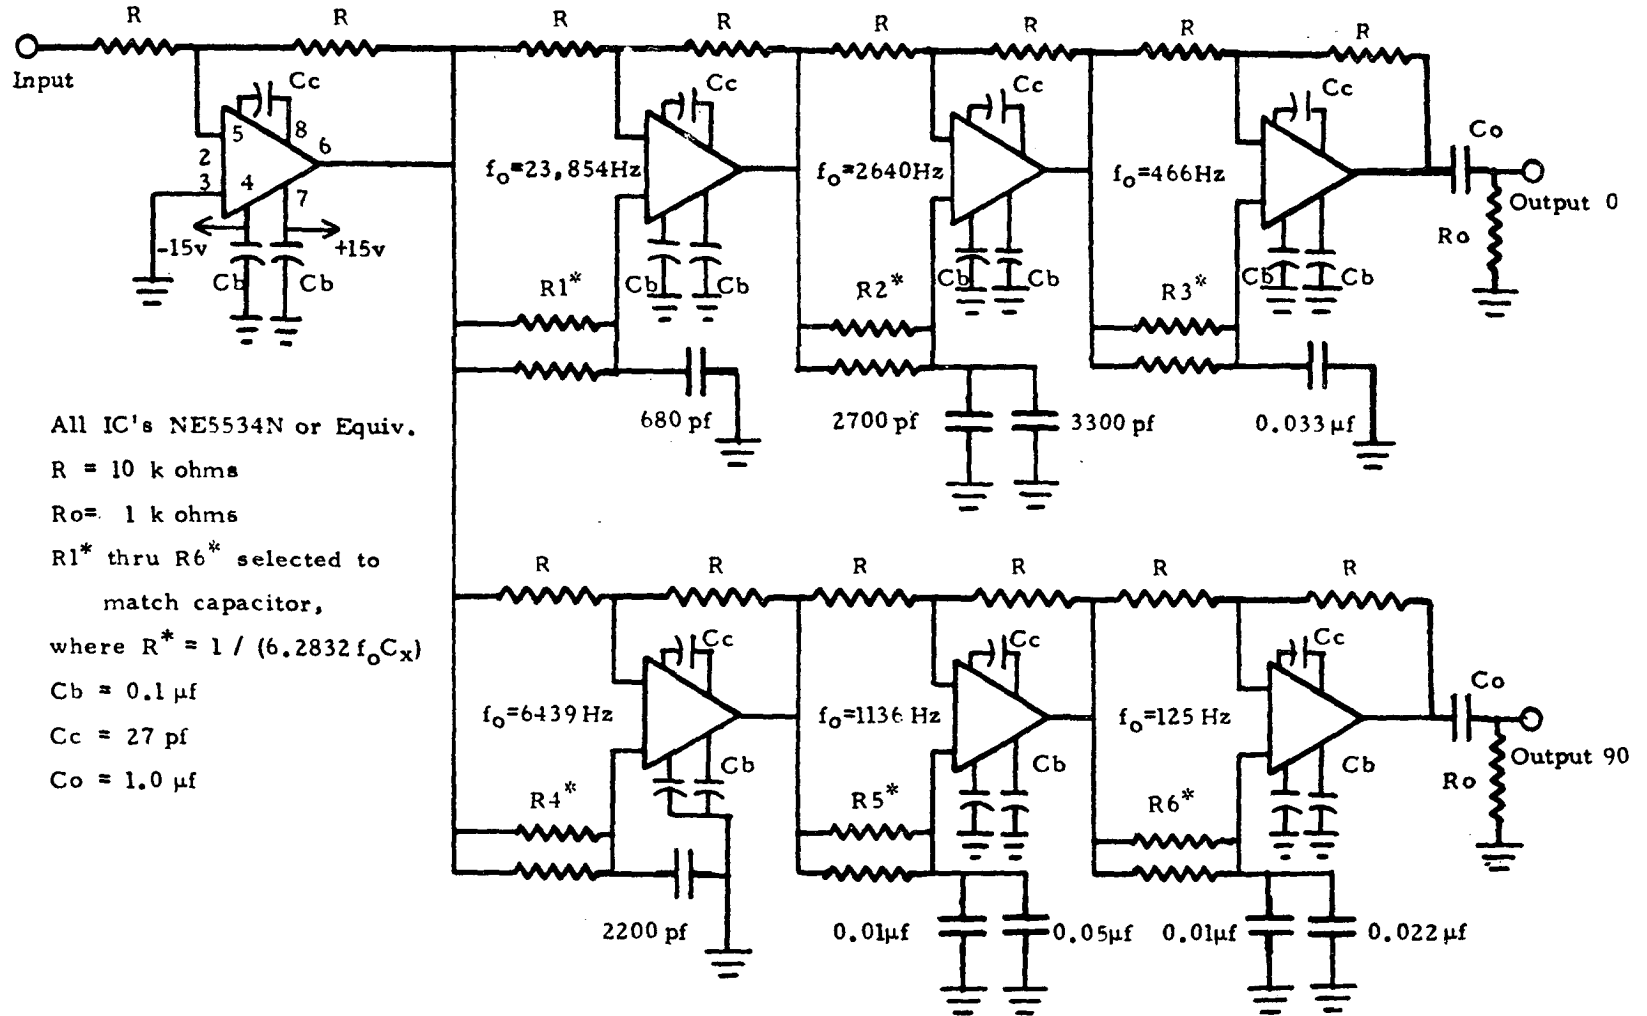 R R R R R R R R
Input
Cc Cc Cc Cc
5 8 6
2
3 4 7
-15v +15v
Cb Cb
fo=23,854Hz fo=2640Hz fo=466Hz
Co
Output 0
Ro
R1* Cb Cb R2* Cb Cb R3* Cb Cb
680 pf 2700 pf 3300 pf 0.033 µf
All IC's NE5534N or Equiv.
R = 10 k ohms
Ro= 1 k ohms
R1* thru R6* selected to
match capacitor,
where R* = 1 / (6.2832 foCx)
Cb = 0.1 µf
Cc = 27 pf
Co = 1.0 µf
R R R R R R
Cc Cc Cc
fo=6439 Hz fo=1136 Hz fo=125 Hz
Co
Output 90
Ro
R4* Cb R5* Cb R6* Cb
2200 pf 0.01µf 0.05µf 0.01µf 0.022 µf